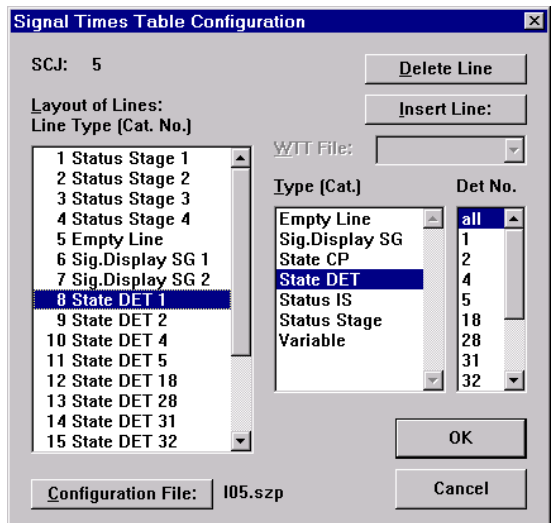 Signal Times Table Configuration
SCJ: 5
Delete Line
Layout of Lines:
Line Type (Cat. No.)
Insert Line:
WTT File:
Type (Cat.)
Det No.
1 Status Stage 1
2 Status Stage 2
3 Status Stage 3
4 Status Stage 4
5 Empty Line
6 Sig.Display SG 1
7 Sig.Display SG 2
8 State DET 1
9 State DET 2
10 State DET 4
11 State DET 5
12 State DET 18
13 State DET 28
14 State DET 31
15 State DET 32
Empty Line
Sig.Display SG
State CP
State DET
Status IS
Status Stage
Variable
all
1
2
4
5
18
28
31
32
OK
Configuration File: I05.szp
Cancel